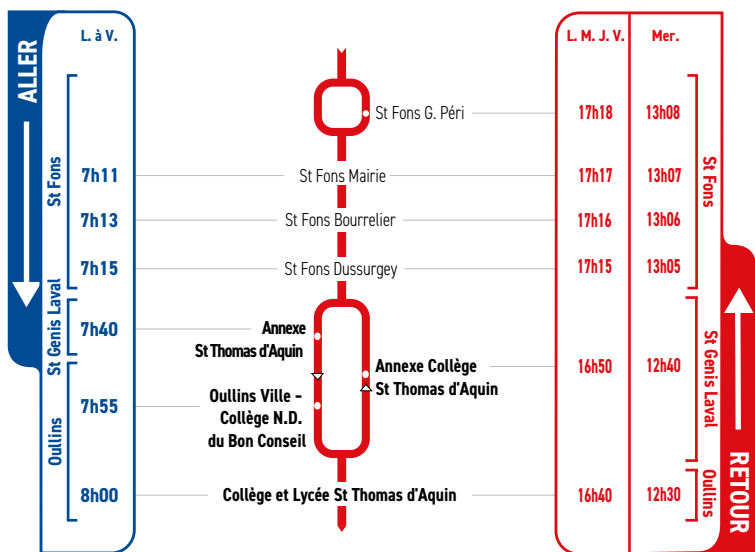 ALLER
L. à V.
St Fons
7h11
7h13
7h15
St Genis Laval
7h40
Oullins
7h55
8h00
St Fons G. Péri
St Fons Mairie
St Fons Bourrelier
St Fons Dussurgey
Annexe
St Thomas d'Aquin
Annexe Collège
St Thomas d'Aquin
Oullins Ville –
Collège N.D.
du Bon Conseil
Collège et Lycée St Thomas d'Aquin
L. M. J. V. Mer.
17h18 13h08
17h17 13h07
17h16 13h06
17h15 13h05
16h50 12h40
16h40 12h30
St Fons
St Genis Laval
Oullins
RETOUR